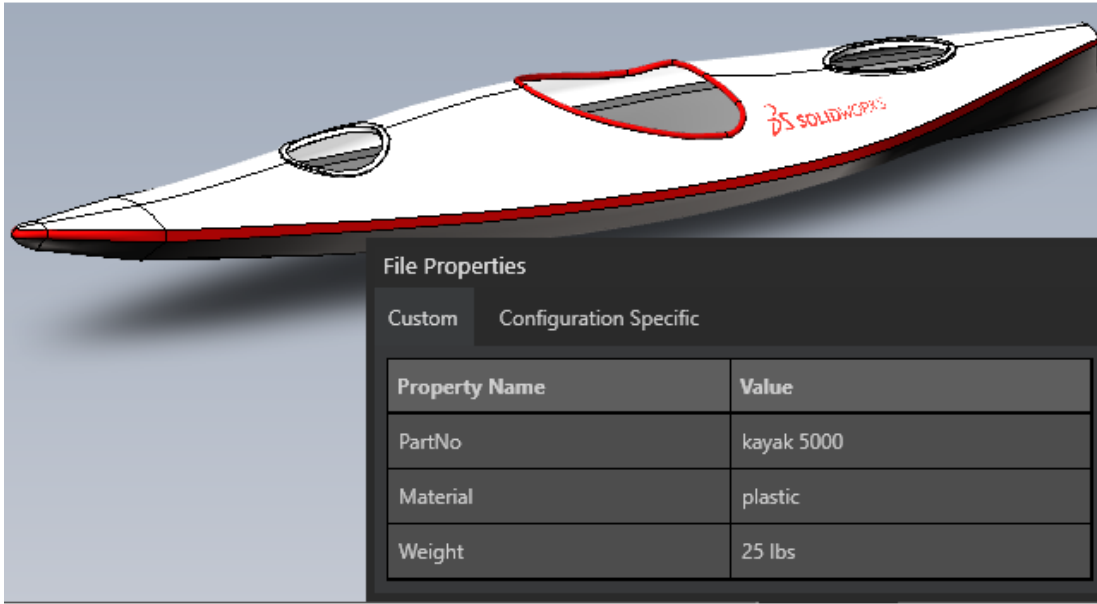 SOLIDWORKS
File Properties
Custom Configuration Specific
Property Name Value
PartNo kayak 5000
Material plastic
Weight 25 lbs